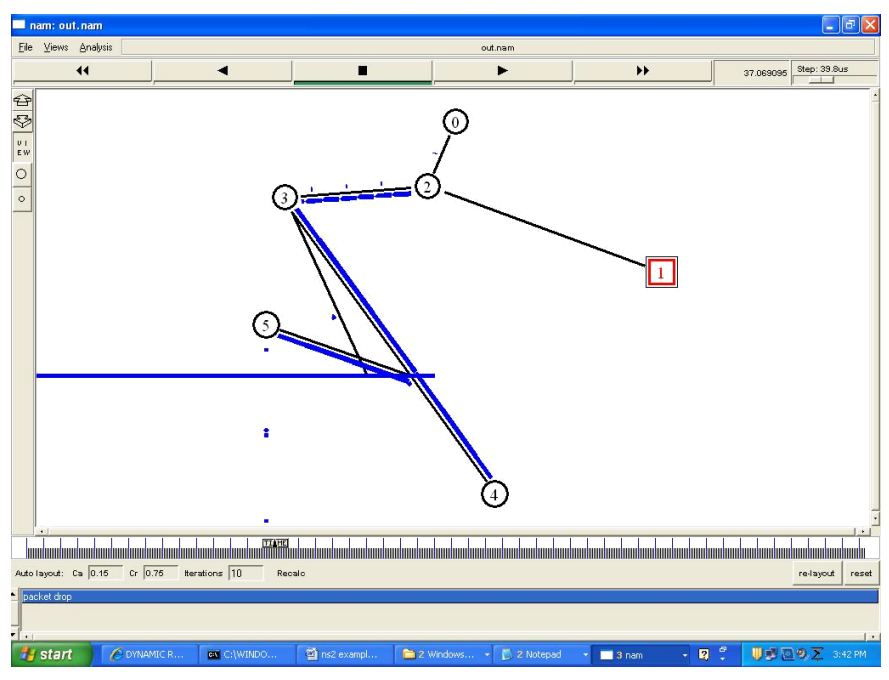 nam: out.nam
File Views Analysis out.nam
37.069095 Step: 39.8us
V I
E W
0
3 2
1
5
4
TIME
Auto layout: Ca 0.15 Cr 0.75 Iterations 10 Recalc re-layout reset
packet drop
start DYNAMIC R... C:\WINDO... ns2 exampl... 2 Windows... 2 Notepad 3 nam 3:42 PM